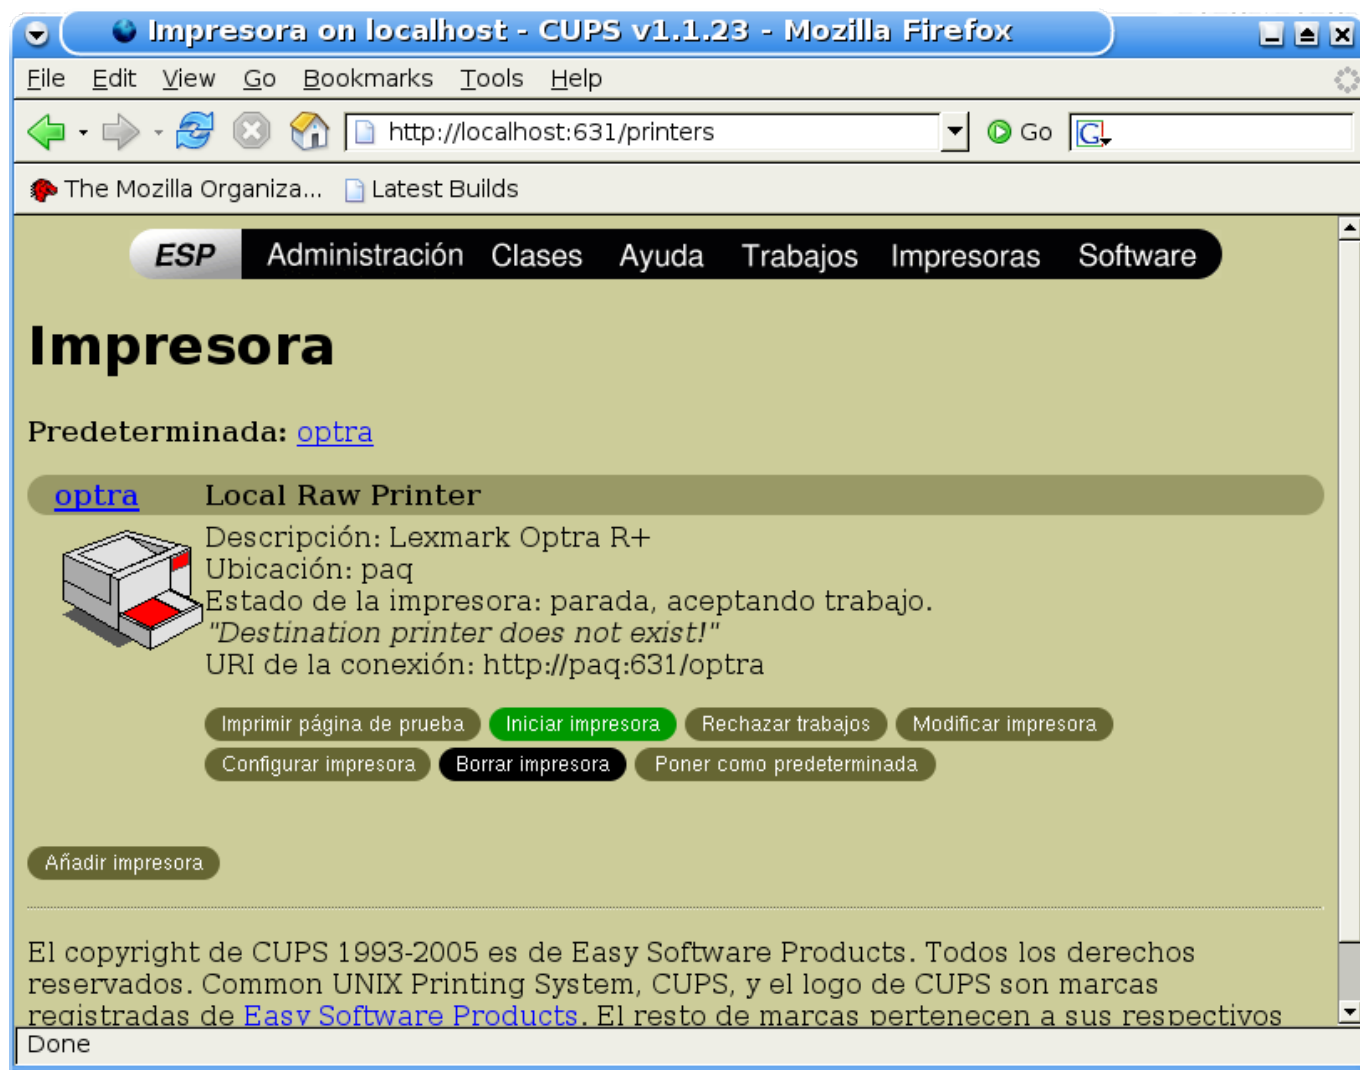 Impresora on localhost - CUPS v1.1.23 - Mozilla Firefox
File Edit View Go Bookmarks Tools Help
http://localhost:631/printers Go G
The Mozilla Organiza... Latest Builds
ESP Administración Clases Ayuda Trabajos Impresoras Software
Impresora
Predeterminada: optra
optra Local Raw Printer
Descripción: Lexmark Optra R+
Ubicación: paq
Estado de la impresora: parada, aceptando trabajo.
"Destination printer does not exist!"
URI de la conexión: http://paq:631/optra
Imprimir página de prueba Iniciar impresora Rechazar trabajos Modificar impresora
Configurar impresora Borrar impresora Poner como predeterminada
Añadir impresora
El copyright de CUPS 1993-2005 es de Easy Software Products. Todos los derechos
reservados. Common UNIX Printing System, CUPS, y el logo de CUPS son marcas
registradas de Easy Software Products. El resto de marcas pertenecen a sus respectivos
Done